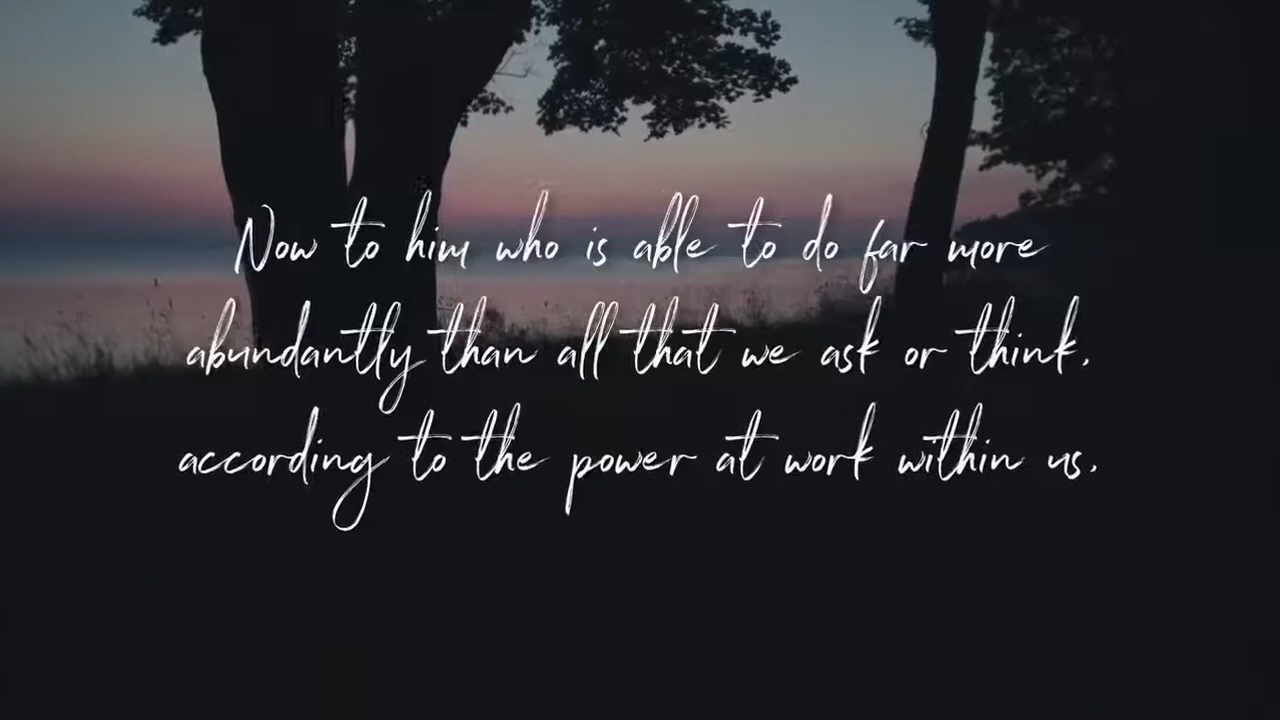 Now to him who is able to do far more
abundantly than all that we ask or think,
according to the power at work within us,